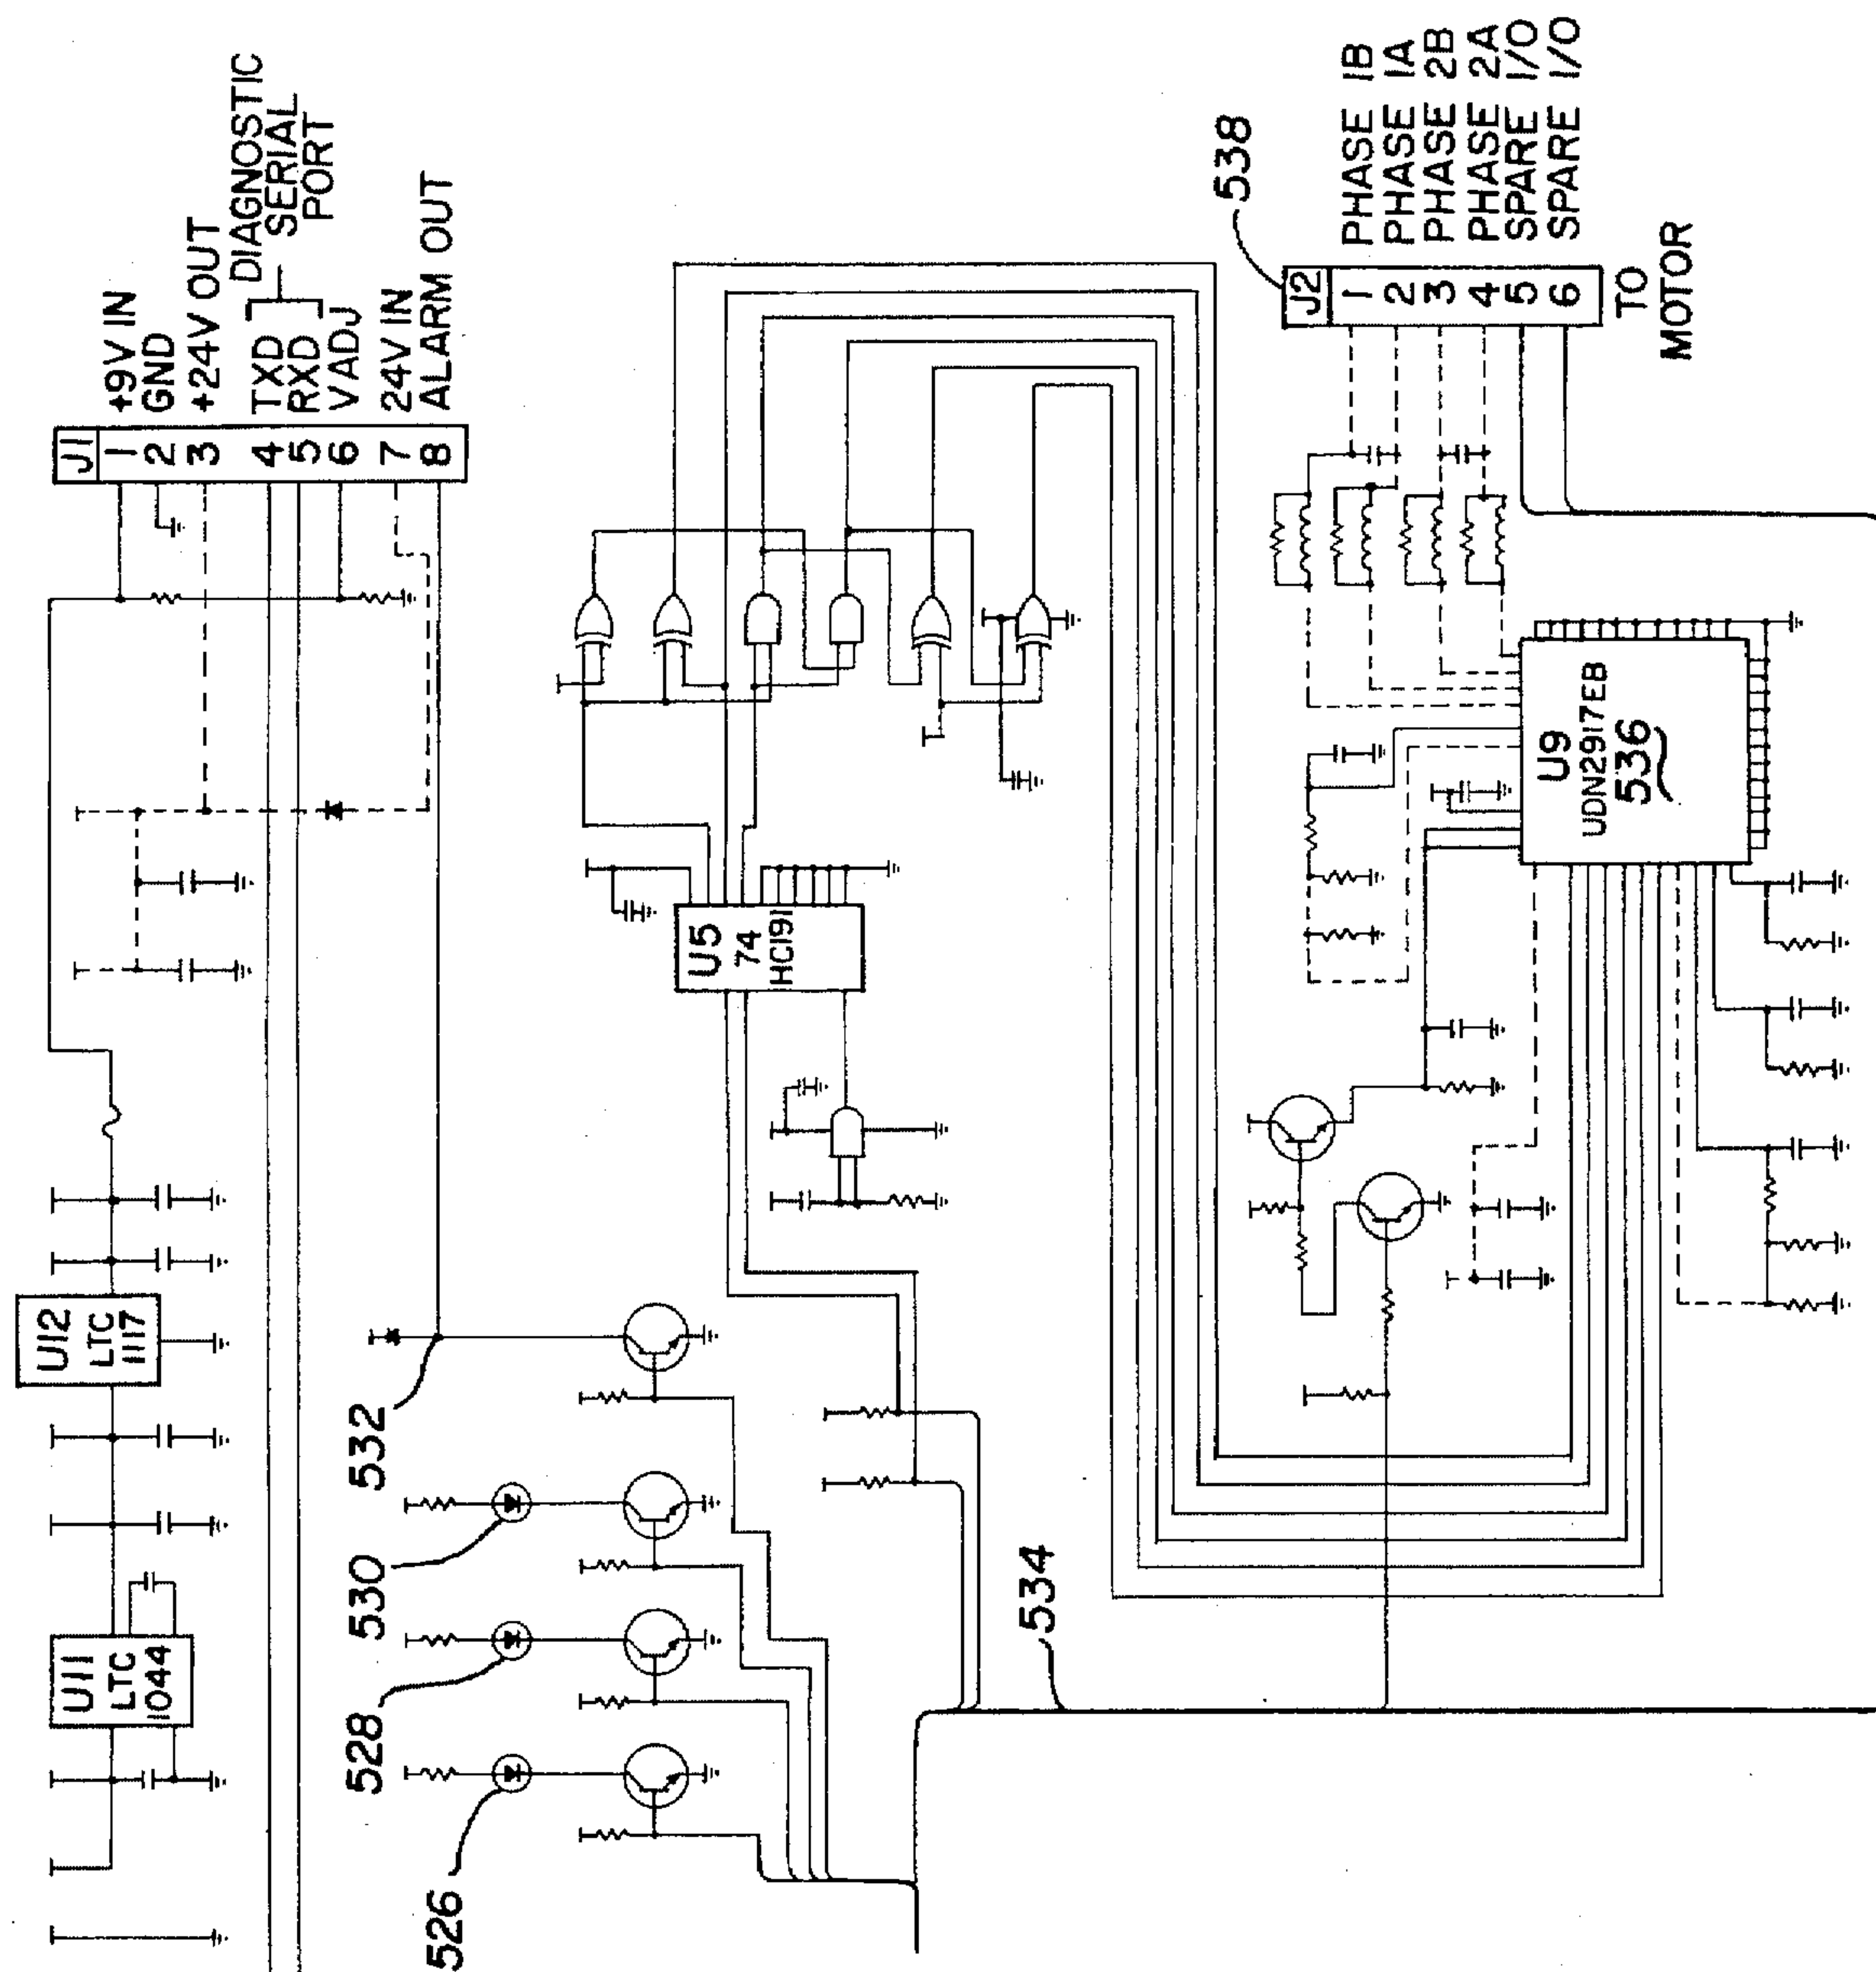 J1
1 +9V IN
2 GND
3 +24V OUT
4 TXD
5 RXD
DIAGNOSTIC
SERIAL
PORT
6 VADJ
7 24V IN
8 ALARM OUT
U12
LTC
1117
U11
LTC
1044
532
530
528
526
U5
74
HC191
534
538
J2
1 PHASE 1B
2 PHASE 1A
3 PHASE 2B
4 PHASE 2A
5 SPARE I/O
6 SPARE I/O
TO
MOTOR
U9
UDN2917EB
536